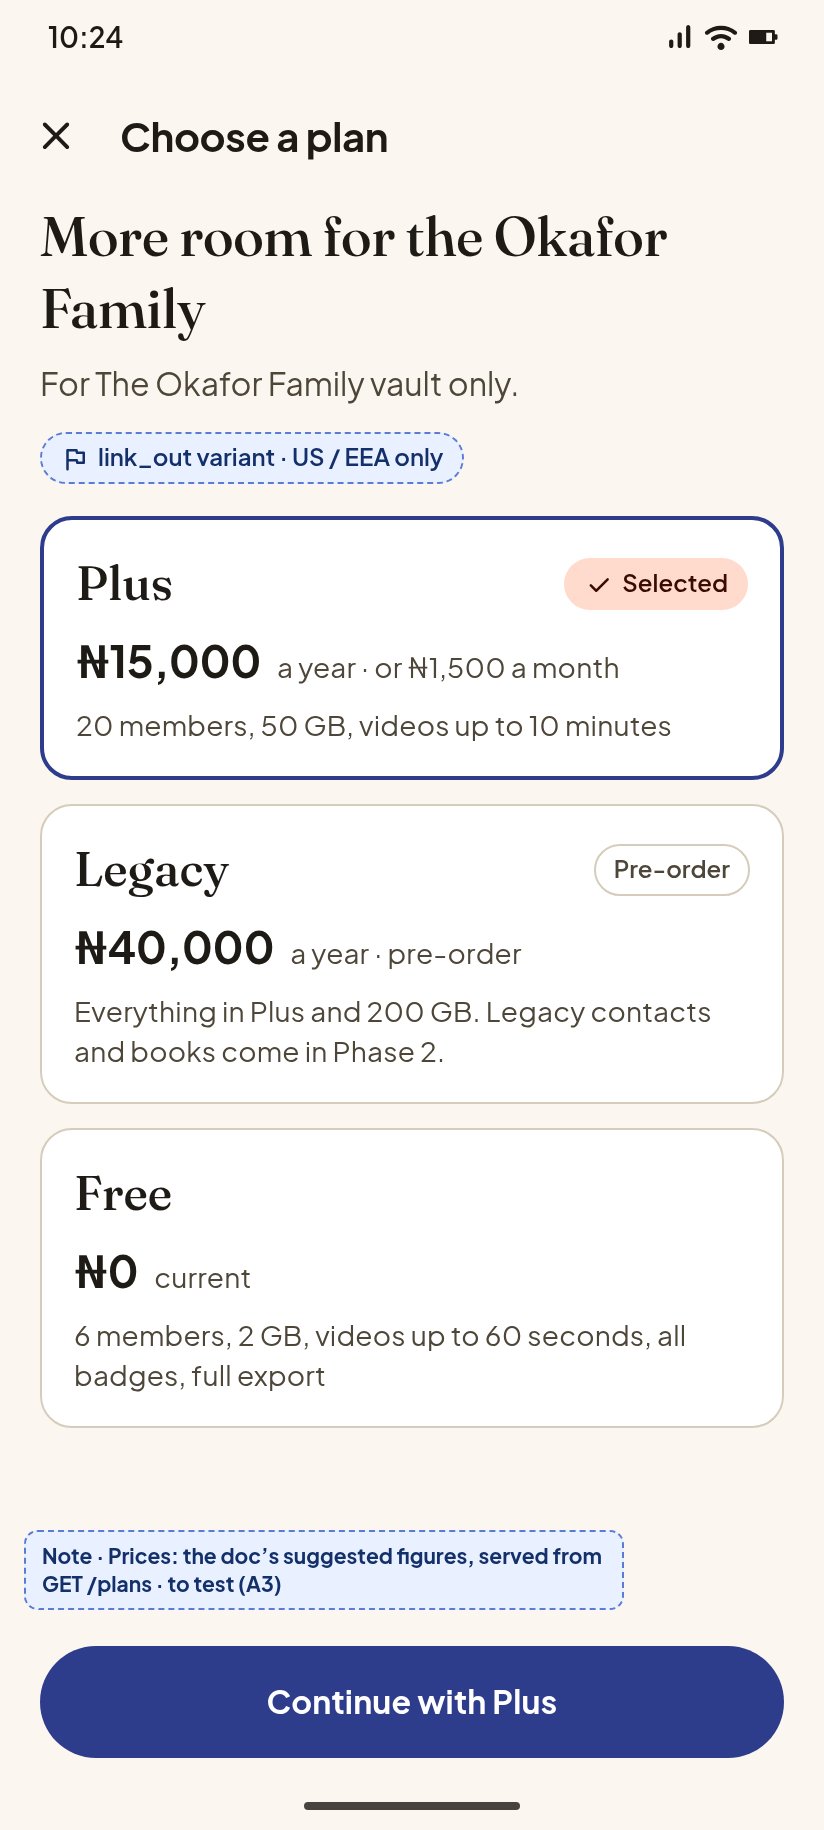 10:24
Choose a plan
More room for the Okafor
Family
For The Okafor Family vault only.
link_out variant · US / EEA only
Plus
Selected
₦15,000 a year · or ₦1,500 a month
20 members, 50 GB, videos up to 10 minutes
Legacy
Pre-order
₦40,000 a year · pre-order
Everything in Plus and 200 GB. Legacy contacts
and books come in Phase 2.
Free
₦0 current
6 members, 2 GB, videos up to 60 seconds, all
badges, full export
Note · Prices: the doc’s suggested figures, served from
GET /plans · to test (A3)
Continue with Plus